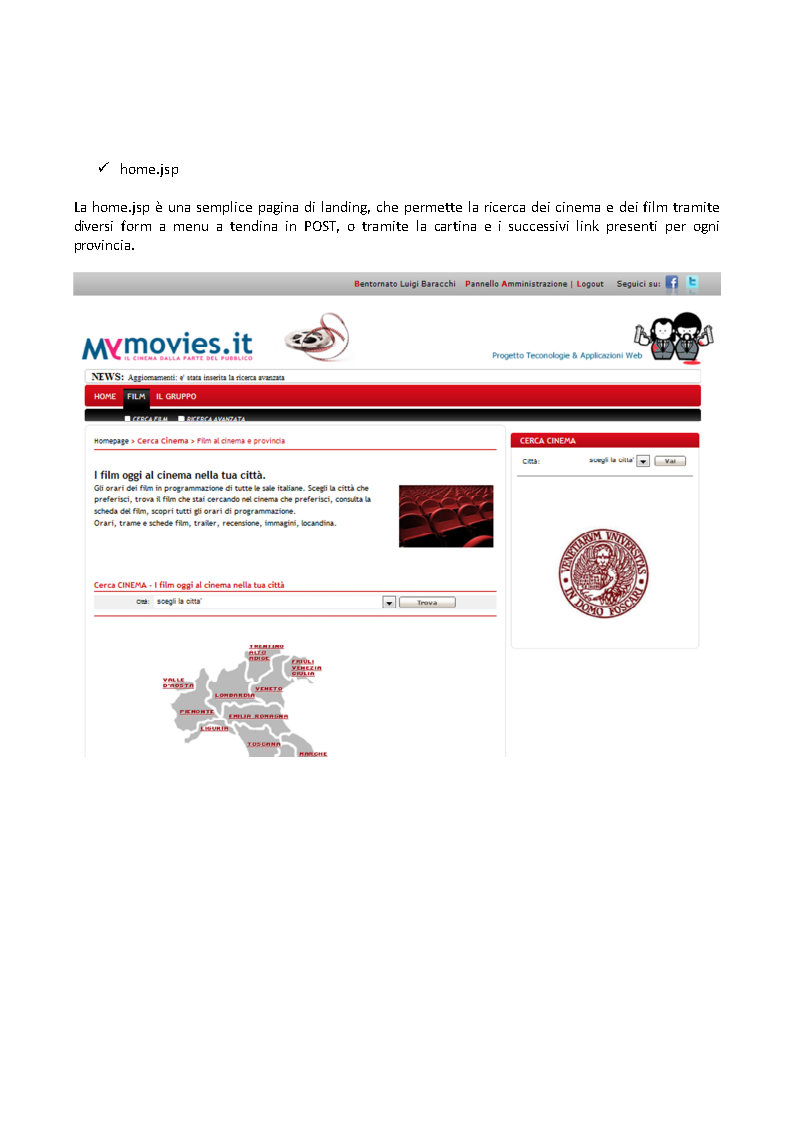 ✓ home.jsp
La home.jsp è una semplice pagina di landing, che permette la ricerca dei cinema e dei film tramite
diversi form a menu a tendina in POST, o tramite la cartina e i successivi link presenti per ogni
provincia.
Bentornato Luigi Baracchi Pannello Amministrazione | Logout Seguici su:
MYmovies.it
IL CINEMA DALLA PARTE DEL PUBBLICO
Progetto Teconologie & Applicazioni Web
NEWS: Aggiornamenti: e' stata inserita la ricerca avanzata
HOME FILM IL GRUPPO
CERCA FILM RICERCA AVANZATA
Homepage > Cerca Cinema > Film al cinema e provincia
I film oggi al cinema nella tua città.
Gli orari dei film in programmazione di tutte le sale italiane. Scegli la città che
preferisci, trova il film che stai cercando nel cinema che preferisci, consulta la
scheda del film, scopri tutti gli orari di programmazione.
Orari, trame e schede film, trailer, recensione, immagini, locandina.
Cerca CINEMA - I film oggi al cinema nella tua città
Città: scegli la citta' Trova
TRENTINO
ALTO
ADIGE
FRIULI
VENEZIA
GIULIA
VALLE
D'AOSTA
VENETO
LOMBARDIA
PIEMONTE
EMILIA ROMAGNA
LIGURIA
TOSCANA
MARCHE
CERCA CINEMA
Città: scegli la citta' Vai
VENETIARVM VNIVERSITAS
IN DOMO FOSCARI